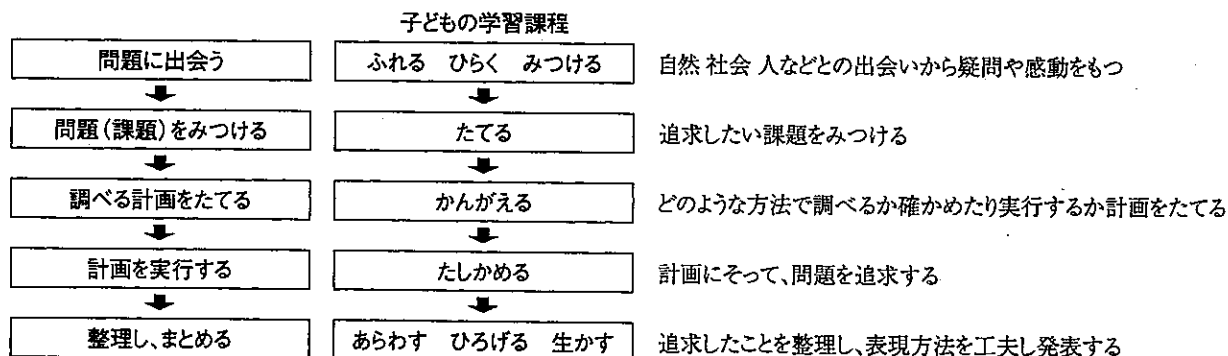 子どもの学習課程
問題に出会う ふれる ひらく みつける 自然 社会 人などとの出会いから疑問や感動をもつ
問題(課題)をみつける たてる 追求したい課題をみつける
調べる計画をたてる かんがえる どのような方法で調べるか確かめたり実行するか計画をたてる
計画を実行する たしかめる 計画にそって、問題を追求する
整理し、まとめる あらわす ひろげる 生かす 追求したことを整理し、表現方法を工夫し発表する